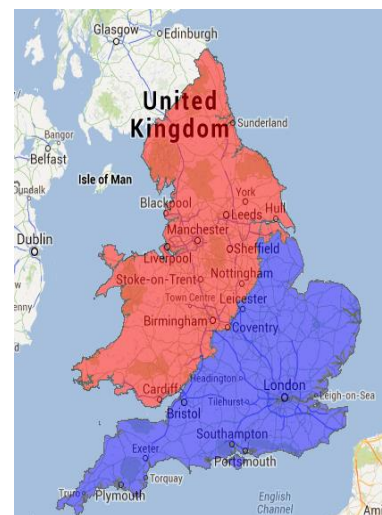 Glasgow
Edinburgh
United
Kingdom
Sunderland
Bangor
Belfast
Isle of Man
Dundalk
Blackpool
York
Leeds
Hull
Dublin
Manchester
Liverpool
Sheffield
Stoke-on-Trent
Nottingham
Town Centre
Leicester
Birmingham
Coventry
Cardiff
Headington
London
Bristol
Tilehurst
Leigh-on-Sea
Southampton
Portsmouth
Exeter
Torquay
Truro
Plymouth
English
Channel